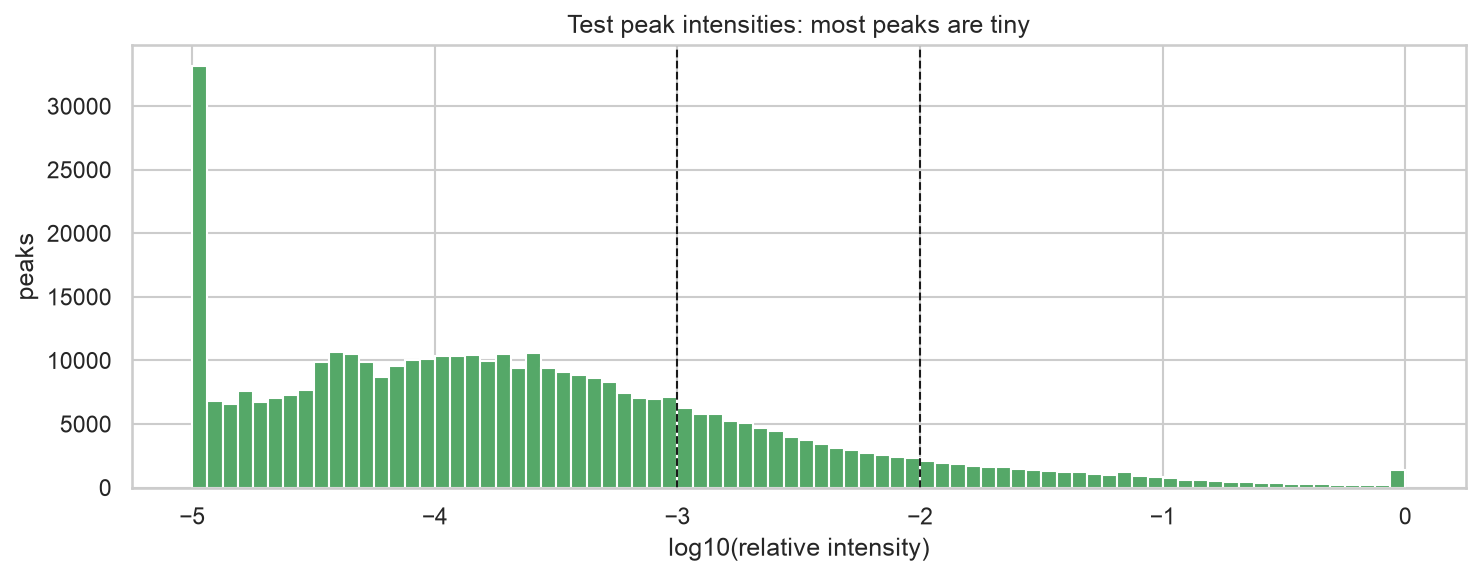 Test peak intensities: most peaks are tiny
30000
25000
20000
15000
10000
5000
0
peaks
−5 −4 −3 −2 −1 0
log10(relative intensity)